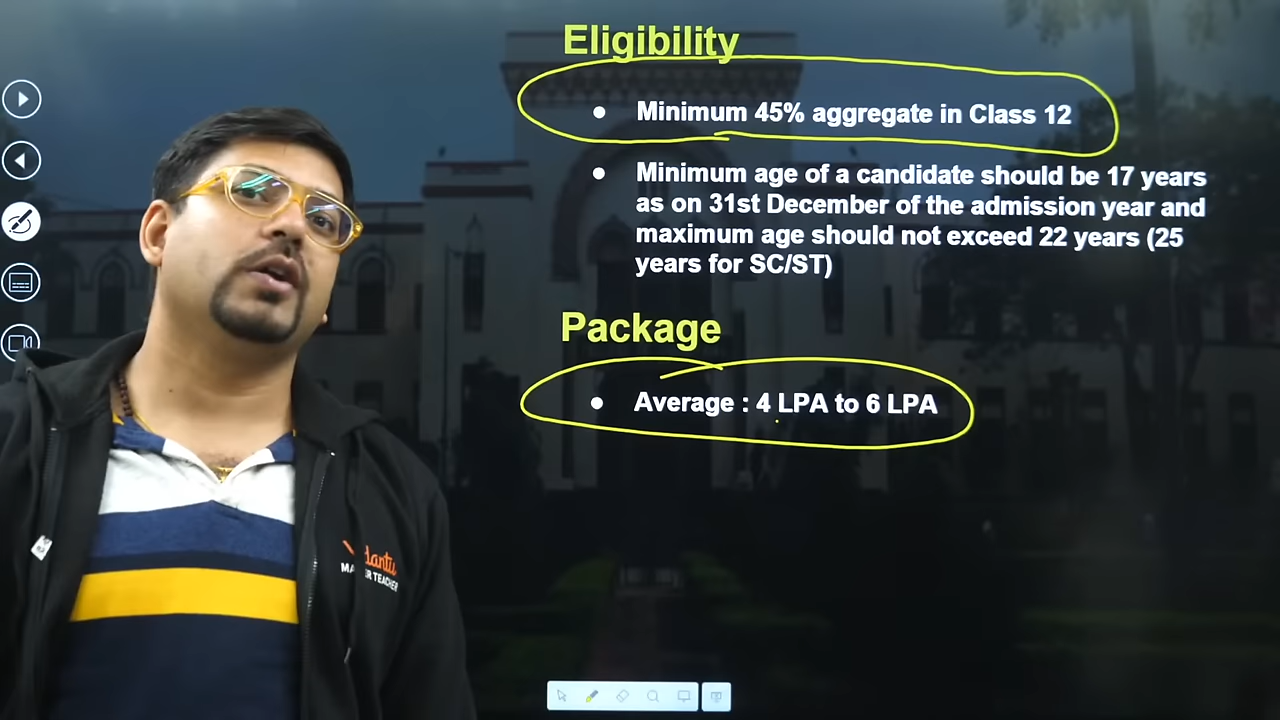 Eligibility
● Minimum 45% aggregate in Class 12
● Minimum age of a candidate should be 17 years
as on 31st December of the admission year and
maximum age should not exceed 22 years (25
years for SC/ST)
Package
● Average : 4 LPA to 6 LPA